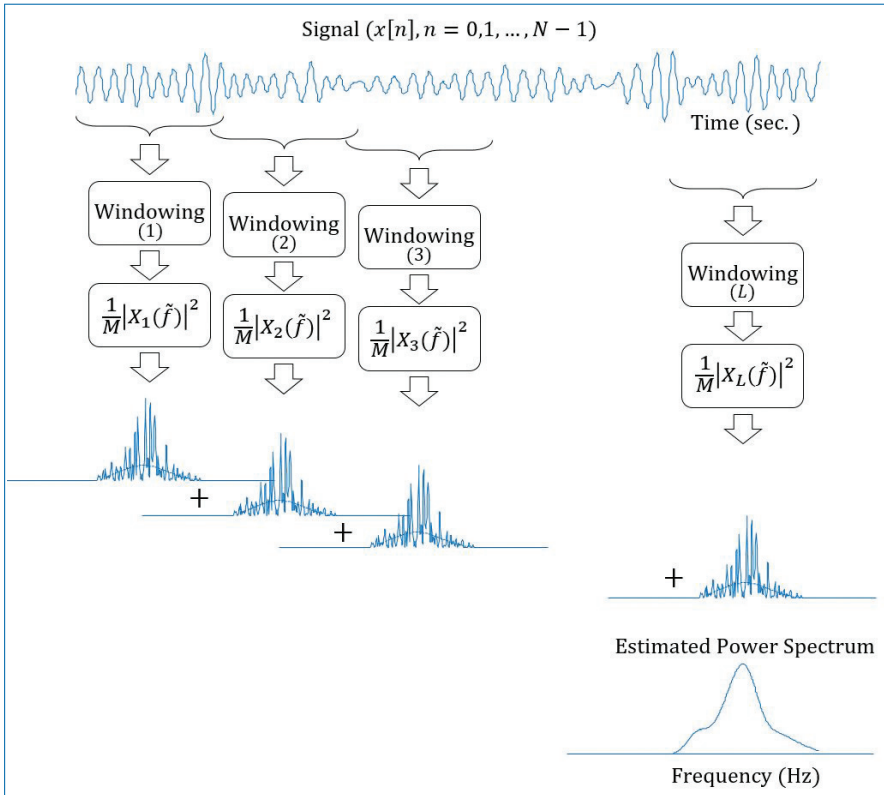 Signal (x[n], n = 0,1, … , N − 1)
Time (sec. )
Windowing
(1)
Windowing
(2)
Windowing
(3)
Windowing
(L)
1/M |X₁(f̃)|²
1/M |X₂(f̃)|²
1/M |X₃(f̃)|²
1/M |X_L(f̃)|²
+
+
+
Estimated Power Spectrum
Frequency (Hz)